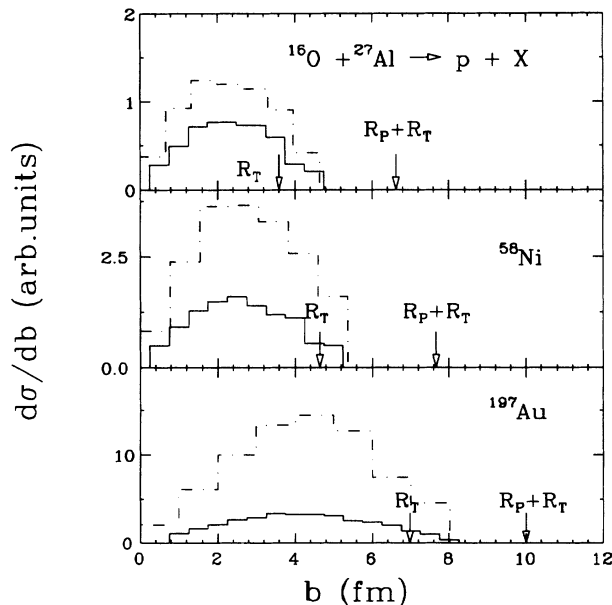 2
¹⁶O + ²⁷Al → p + X
1
R_P+R_T
R_T
0
2.5
⁵⁸Ni
R_T
R_P+R_T
0.0
¹⁹⁷Au
10
R_T
R_P+R_T
0
0 2 4 6 8 10 12
b (fm)
dσ/db (arb.units)